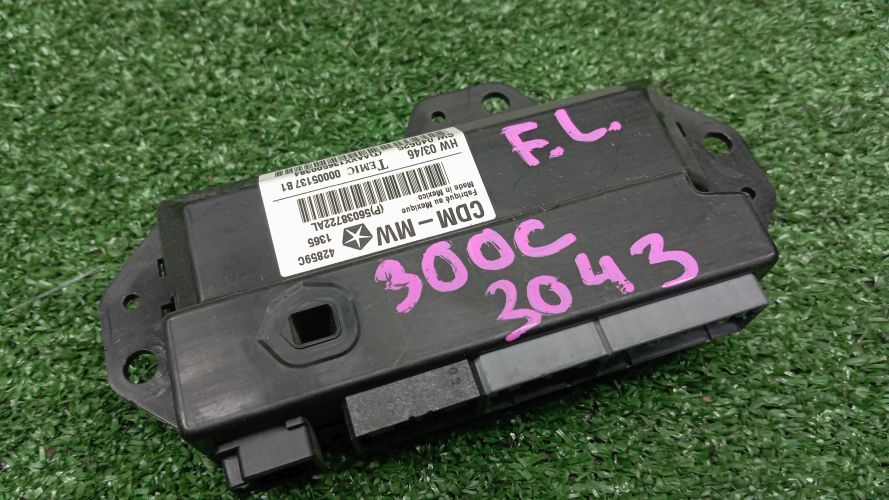 F.L.
300C
3043
CDM – MW
Fabriqué au Mexique
Made in Mexico
42859C
1365
(P)56038722AL
TEMIC 00005137 B1
HW 03/46